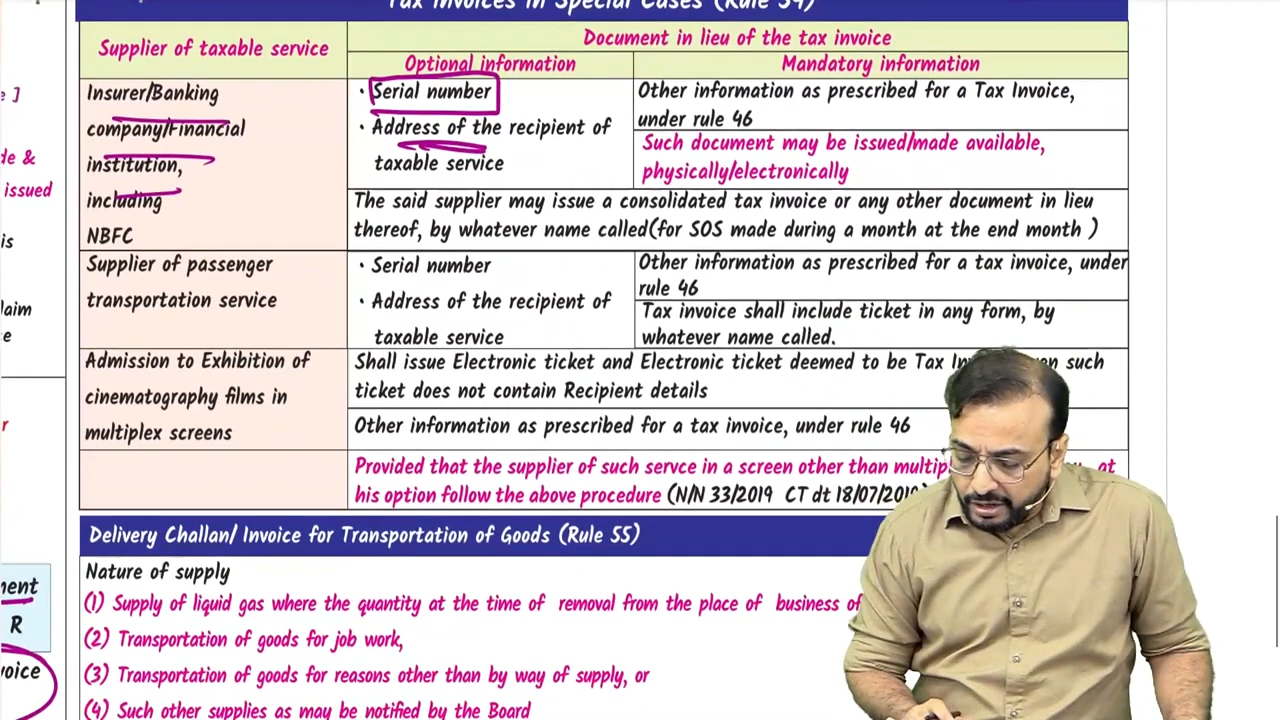 Tax Invoices in Special Cases (Rule 54)
Supplier of taxable service
Document in lieu of the tax invoice
Optional information
Mandatory information
Insurer/Banking
company/Financial
institution,
including
NBFC
· Serial number
· Address of the recipient of
taxable service
Other information as prescribed for a Tax Invoice,
under rule 46
Such document may be issued/made available,
physically/electronically
The said supplier may issue a consolidated tax invoice or any other document in lieu
thereof, by whatever name called(for SOS made during a month at the end month )
Supplier of passenger
transportation service
· Serial number
· Address of the recipient of
taxable service
Other information as prescribed for a tax invoice, under
rule 46
Tax invoice shall include ticket in any form, by
whatever name called.
Admission to Exhibition of
cinematography films in
multiplex screens
Shall issue Electronic ticket and Electronic ticket deemed to be Tax such
ticket does not contain Recipient details
Other information as prescribed for a tax invoice, under rule 46
Provided that the supplier of such servce in a screen other than at
his option follow the above procedure (N/N 33/2019 CT dt 18/07/2019)
Delivery Challan/ Invoice for Transportation of Goods (Rule 55)
Nature of supply
(1) Supply of liquid gas where the quantity at the time of removal from the place of business of
(2) Transportation of goods for job work,
(3) Transportation of goods for reasons other than by way of supply, or
(4) Such other supplies as may be notified by the Board
e ]
de &
issued
is
laim
e
r
R